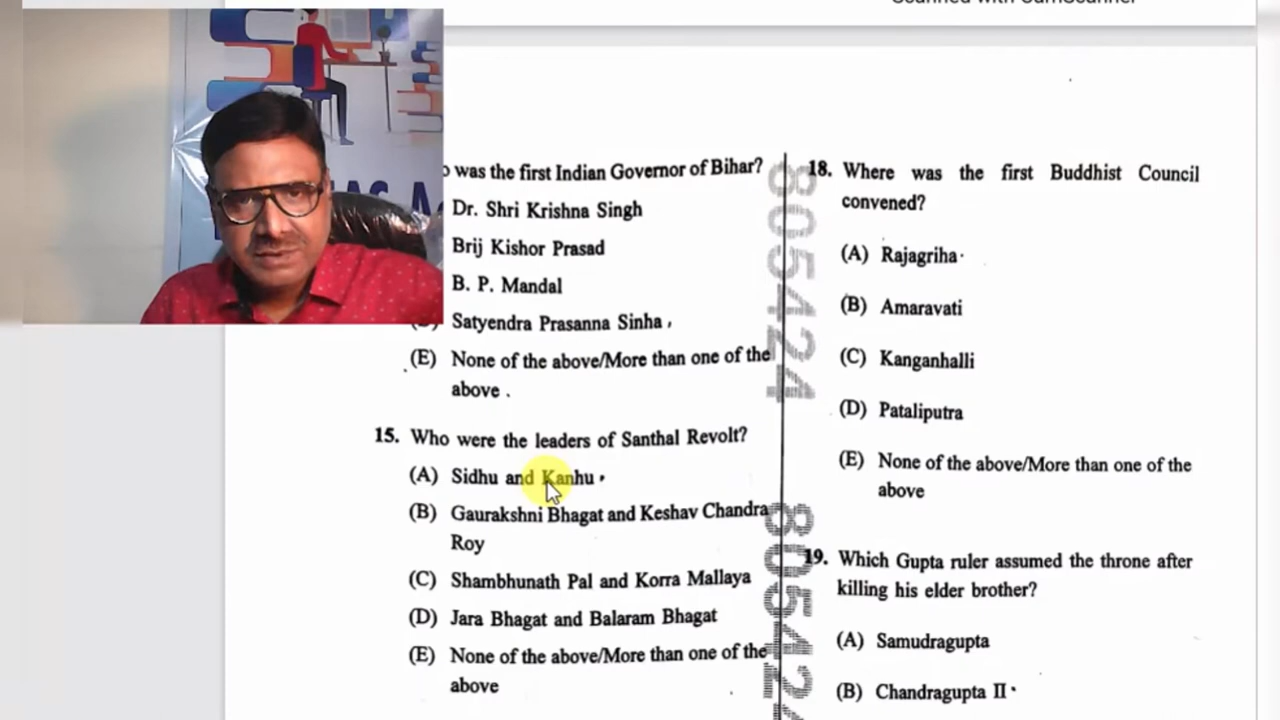 was the first Indian Governor of Bihar?
Dr. Shri Krishna Singh
Brij Kishor Prasad
B. P. Mandal
Satyendra Prasanna Sinha
(E) None of the above/More than one of the
above
15. Who were the leaders of Santhal Revolt?
(A) Sidhu and Kanhu
(B) Gaurakshni Bhagat and Keshav Chandra
Roy
(C) Shambhunath Pal and Korra Mallaya
(D) Jara Bhagat and Balaram Bhagat
(E) None of the above/More than one of the
above
805424
805424
18. Where was the first Buddhist Council
convened?
(A) Rajagriha
(B) Amaravati
(C) Kanganhalli
(D) Pataliputra
(E) None of the above/More than one of the
above
19. Which Gupta ruler assumed the throne after
killing his elder brother?
(A) Samudragupta
(B) Chandragupta II